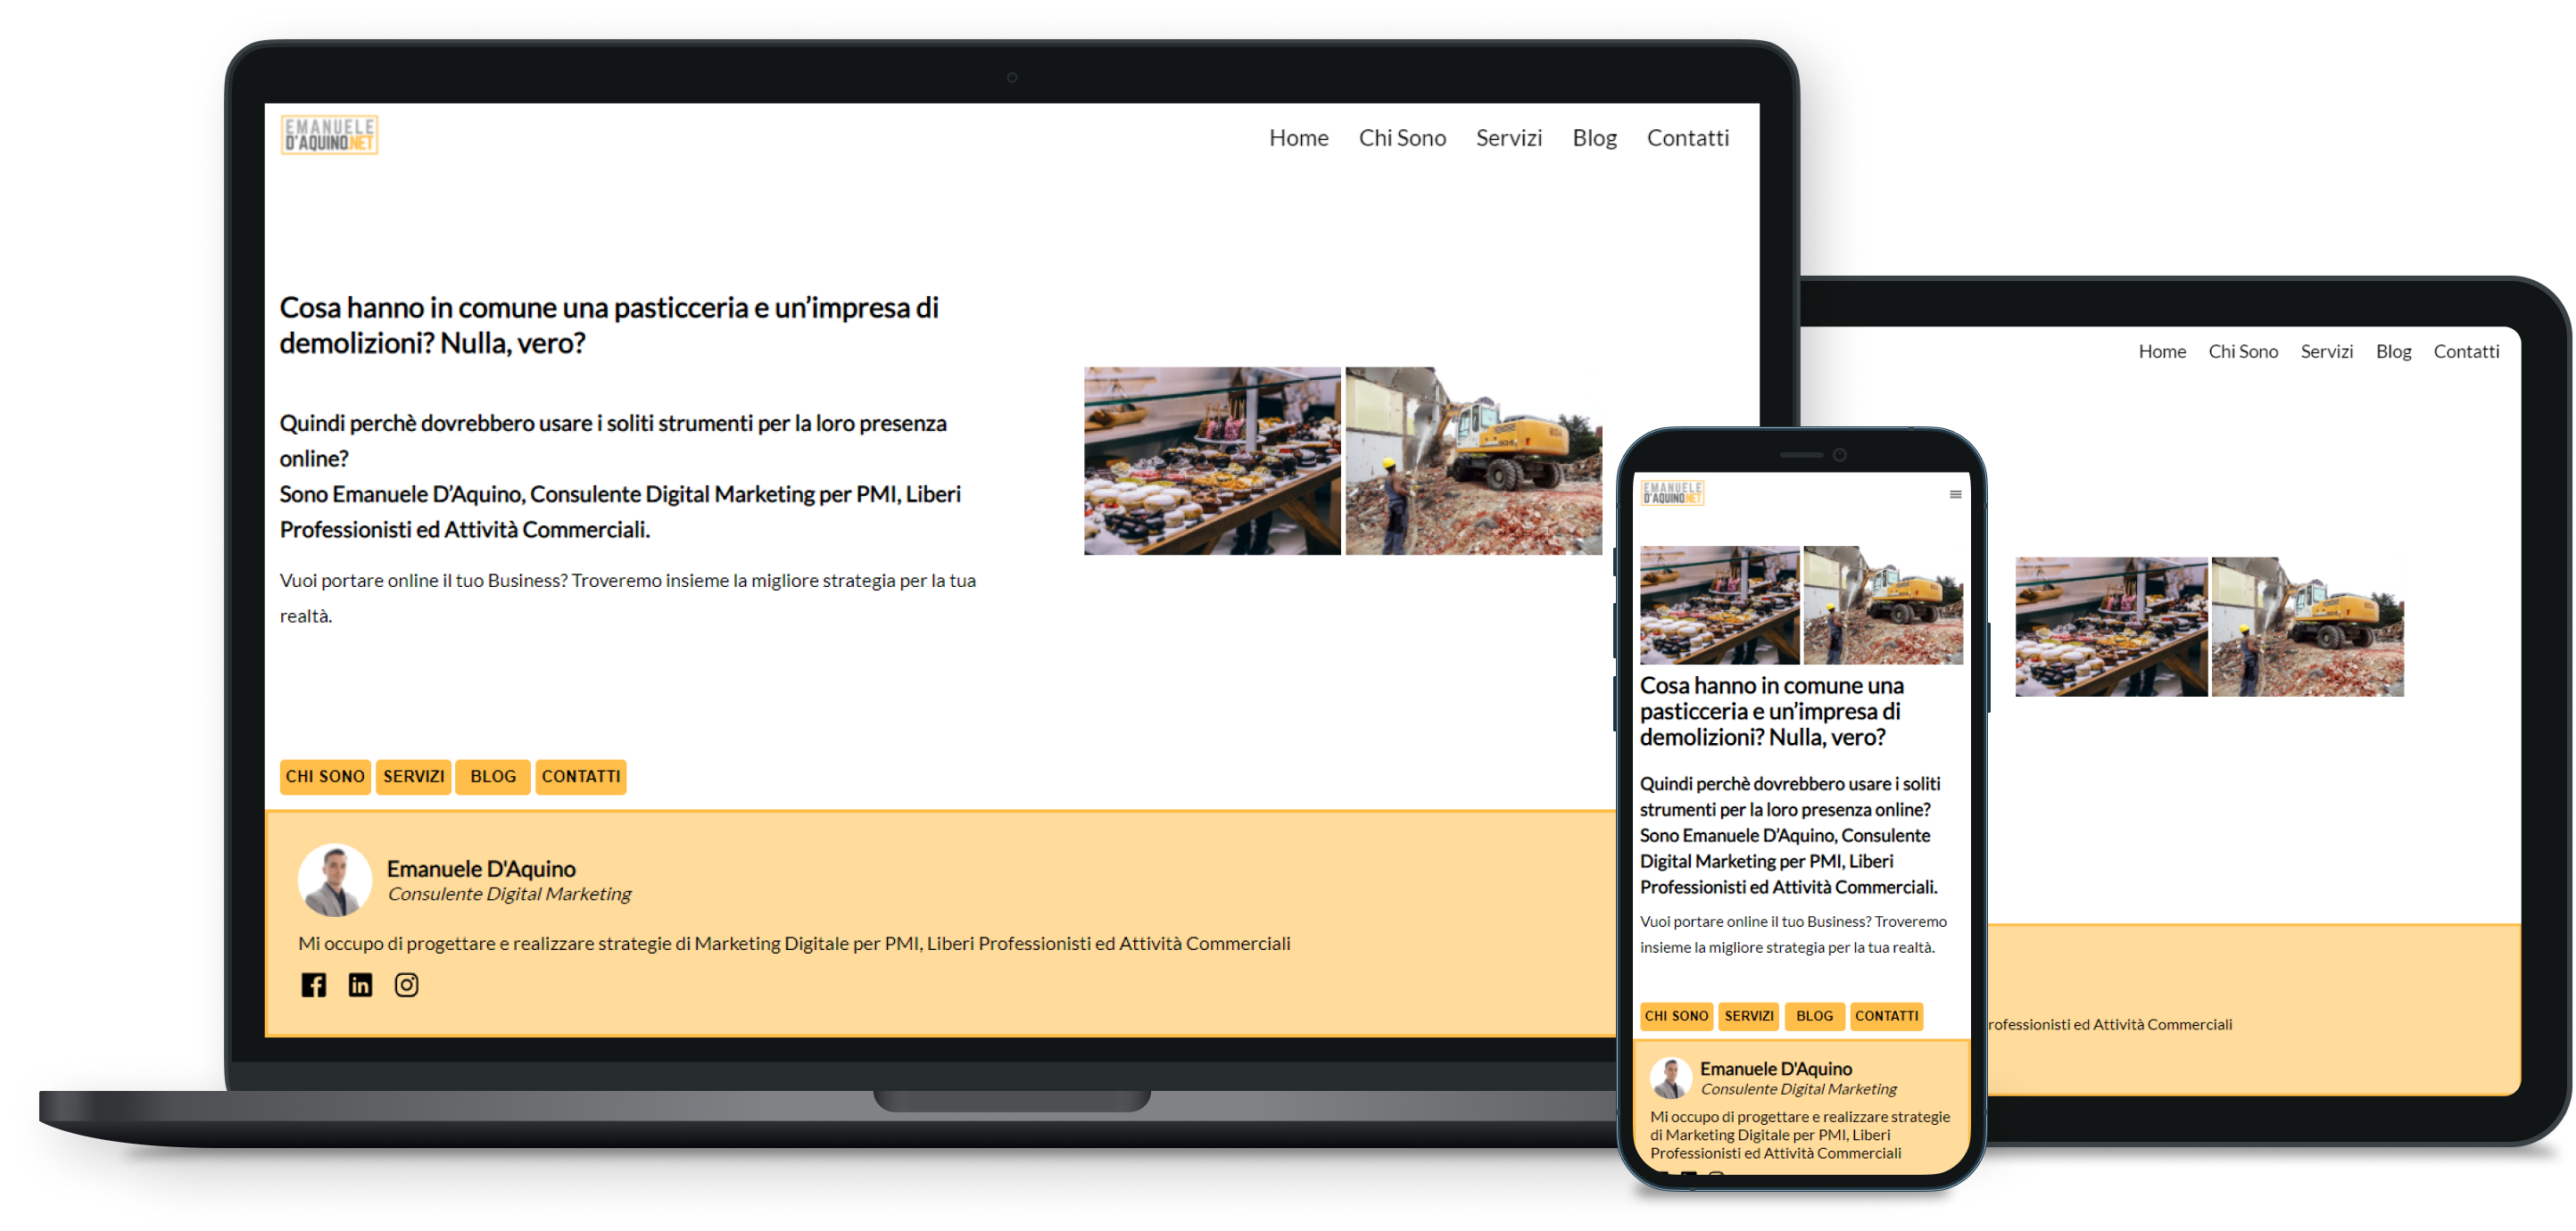 EMANUELE
D'AQUINO.NET
Home Chi Sono Servizi Blog Contatti
Cosa hanno in comune una pasticceria e un'impresa di
demolizioni? Nulla, vero?
Quindi perchè dovrebbero usare i soliti strumenti per la loro presenza
online?
Sono Emanuele D'Aquino, Consulente Digital Marketing per PMI, Liberi
Professionisti ed Attività Commerciali.
Vuoi portare online il tuo Business? Troveremo insieme la migliore strategia per la tua
realtà.
CHI SONO SERVIZI BLOG CONTATTI
Emanuele D'Aquino
Consulente Digital Marketing
Mi occupo di progettare e realizzare strategie di Marketing Digitale per PMI, Liberi Professionisti ed Attività Commerciali
EMANUELE
D'AQUINO.NET
Cosa hanno in comune una
pasticceria e un'impresa di
demolizioni? Nulla, vero?
Quindi perchè dovrebbero usare i soliti
strumenti per la loro presenza online?
Sono Emanuele D'Aquino, Consulente
Digital Marketing per PMI, Liberi
Professionisti ed Attività Commerciali.
Vuoi portare online il tuo Business? Troveremo
insieme la migliore strategia per la tua realtà.
CHI SONO SERVIZI BLOG CONTATTI
Emanuele D'Aquino
Consulente Digital Marketing
Mi occupo di progettare e realizzare strategie
di Marketing Digitale per PMI, Liberi
Professionisti ed Attività Commerciali
Home Chi Sono Servizi Blog Contatti
rofessionisti ed Attività Commerciali